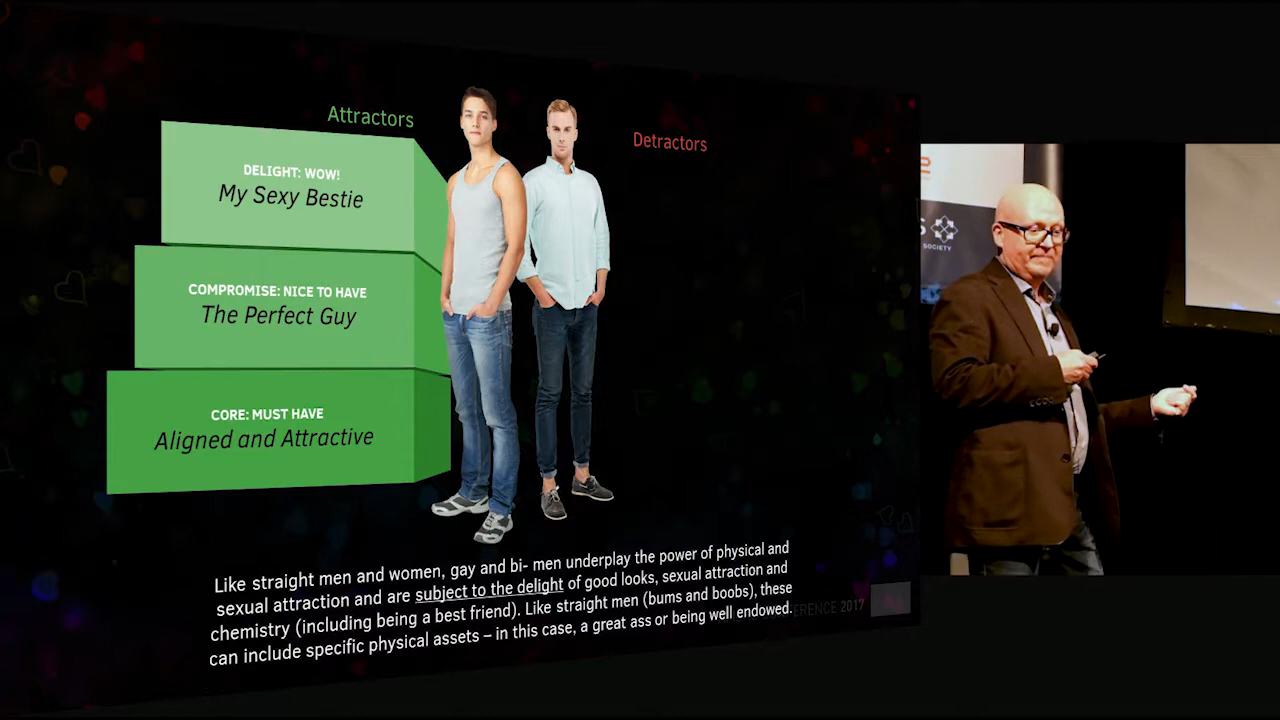 Attractors
Detractors
DELIGHT: WOW!
My Sexy Bestie
COMPROMISE: NICE TO HAVE
The Perfect Guy
CORE: MUST HAVE
Aligned and Attractive
Like straight men and women, gay and bi- men underplay the power of physical and
sexual attraction and are subject to the delight of good looks, sexual attraction and
chemistry (including being a best friend). Like straight men (bums and boobs), these
can include specific physical assets – in this case, a great ass or being well endowed.
2017
SOCIETY